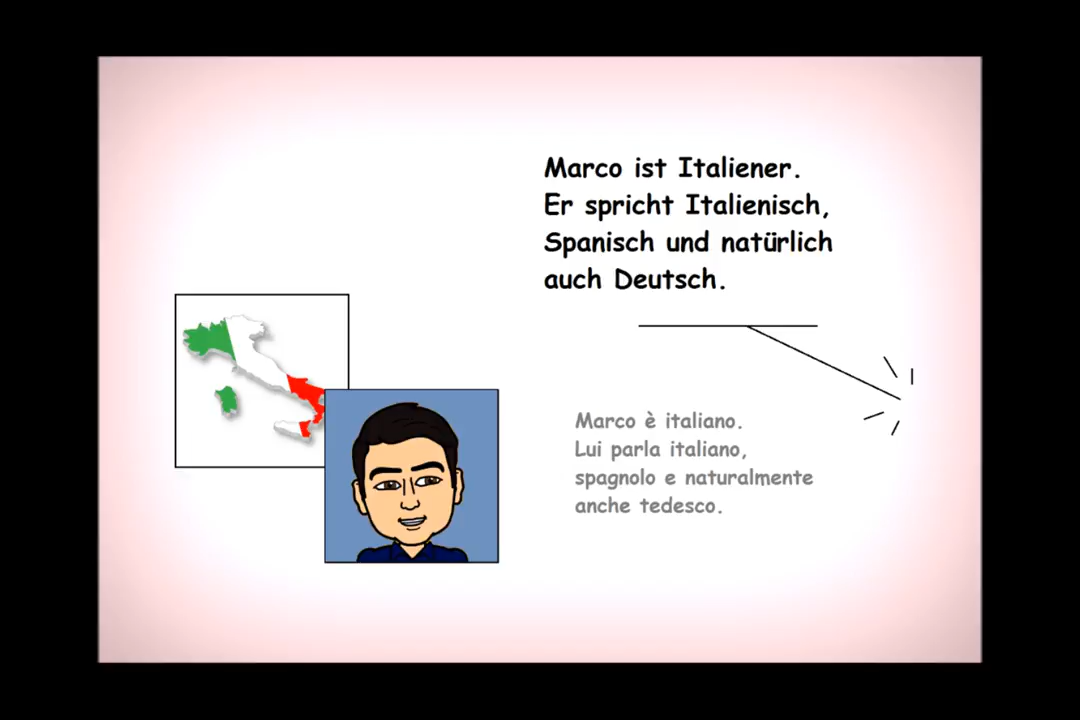 Marco ist Italiener.
Er spricht Italienisch,
Spanisch und natürlich
auch Deutsch.
Marco è italiano.
Lui parla italiano,
spagnolo e naturalmente
anche tedesco.